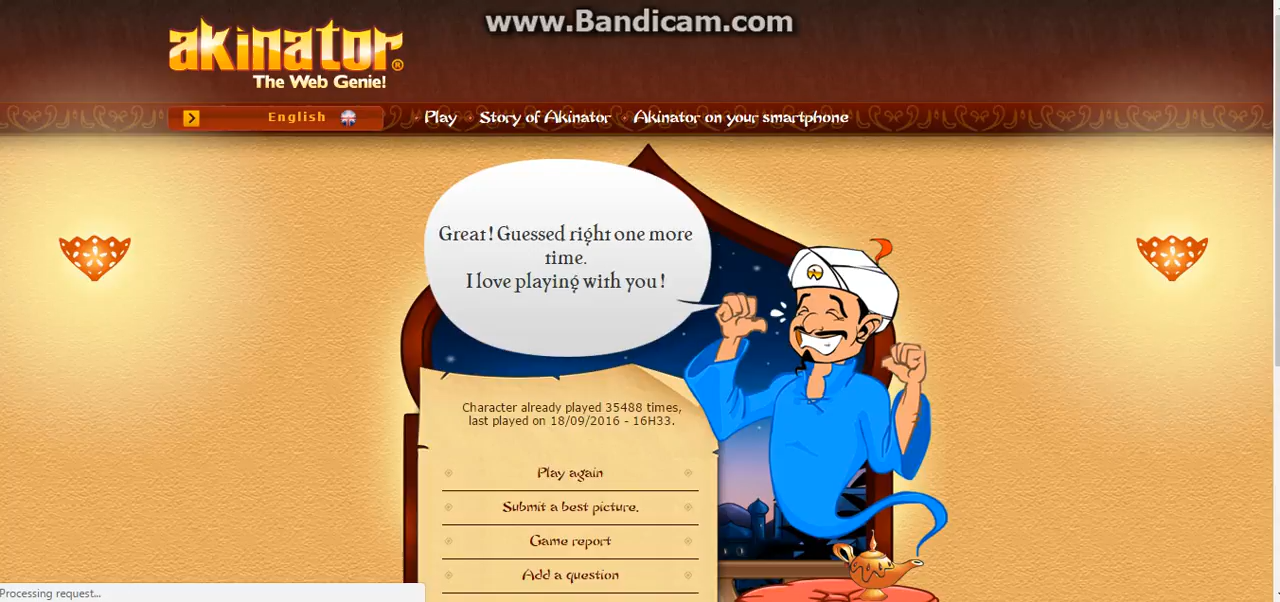 www.Bandicam.com
akinator®
The Web Genie!
English
Play
Story of Akinator
Akinator on your smartphone
Great! Guessed right one more
time.
I love playing with you!
Character already played 35488 times,
last played on 18/09/2016 - 16H33.
Play again
Submit a best picture.
Game report
Add a question
Processing request...